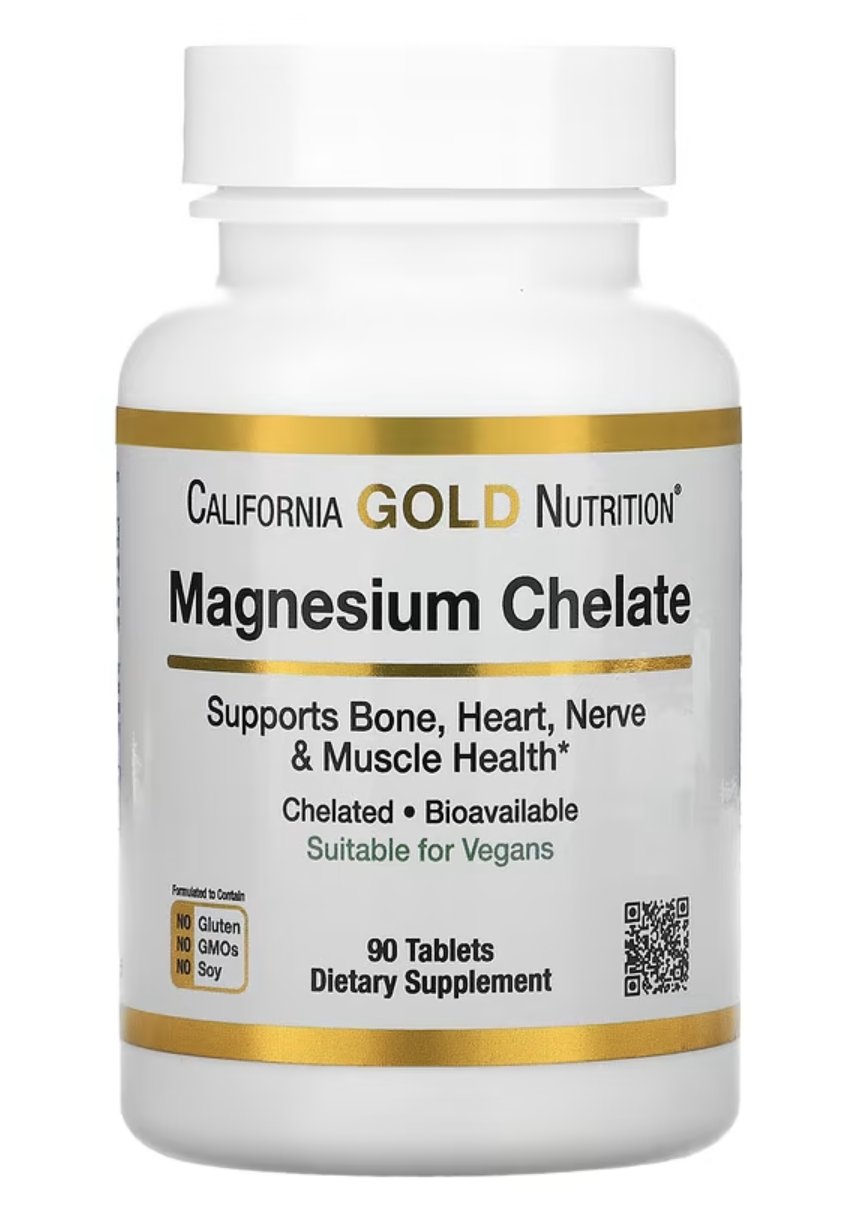 CALIFORNIA GOLD NUTRITION®
Magnesium Chelate
Supports Bone, Heart, Nerve
& Muscle Health*
Chelated • Bioavailable
Suitable for Vegans
Formulated to Contain
NO Gluten
NO GMOs
NO Soy
90 Tablets
Dietary Supplement